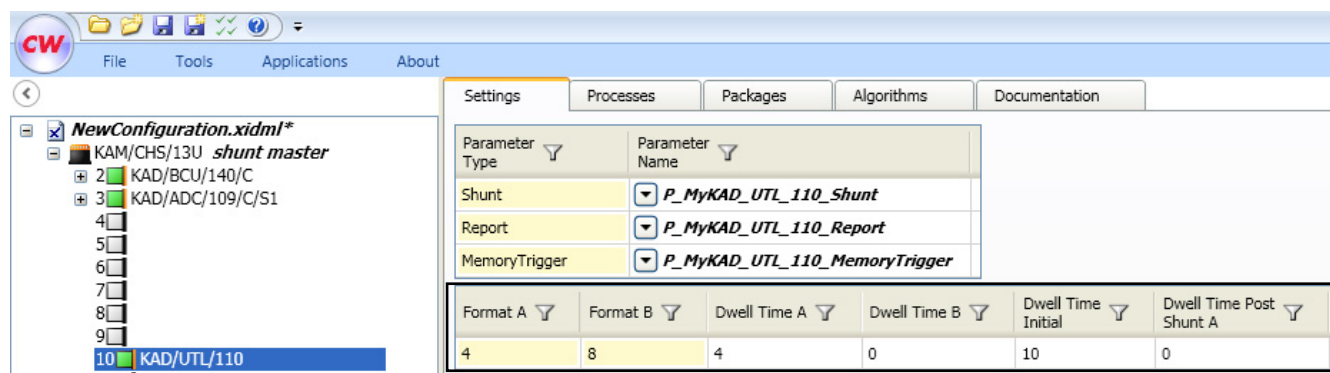 CW
File Tools Applications About
Settings Processes Packages Algorithms Documentation
NewConfiguration.xidml*
KAM/CHS/13U shunt master
2 KAD/BCU/140/C
3 KAD/ADC/109/C/S1
4
5
6
7
8
9
10 KAD/UTL/110
Parameter Type Parameter Name
Shunt P_MyKAD_UTL_110_Shunt
Report P_MyKAD_UTL_110_Report
MemoryTrigger P_MyKAD_UTL_110_MemoryTrigger
Format A Format B Dwell Time A Dwell Time B Dwell Time Initial Dwell Time Post Shunt A
4 8 4 0 10 0